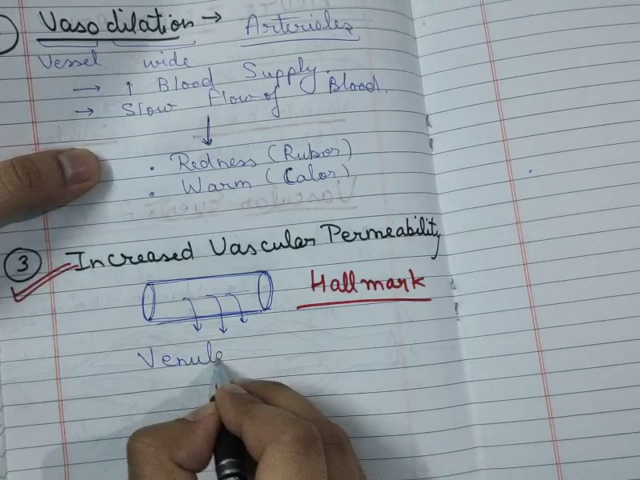 Vasodilation → Arterioles
Vessel wide
→ ↑ Blood Supply
→ Slow Flow of Blood.
↓
• Redness (Rubor)
• Warm (Calor)
③ Increased Vascular Permeability
Hallmark
Venule